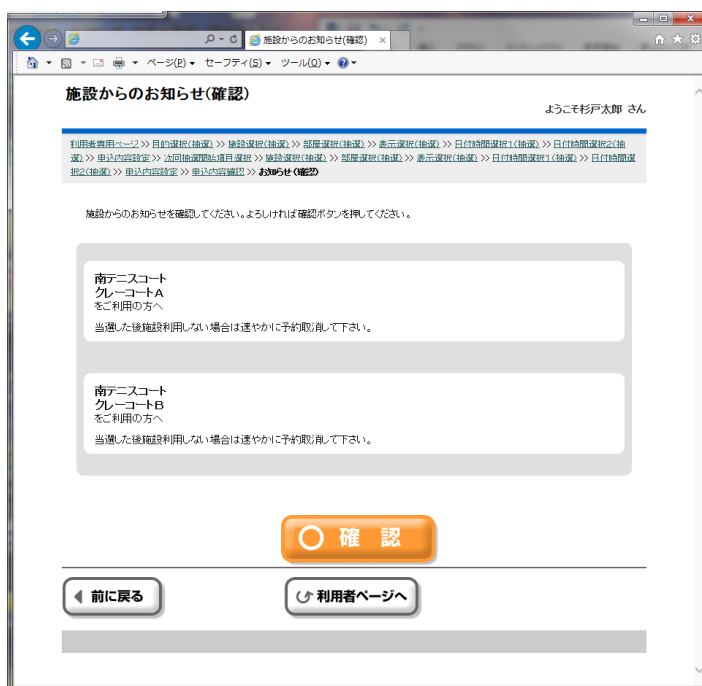 施設からのお知らせ(確認) ×
ページ(P) セーフティ(S) ツール(O)
施設からのお知らせ(確認)
ようこそ杉戸太郎 さん
利用者専用ページ >> 目的選択(抽選) >> 施設選択(抽選) >> 部屋選択(抽選) >> 表示選択(抽選) >> 日付時間選択1(抽選) >> 日付時間選択2(抽
選) >> 申込内容設定 >> 次回抽選開始項目選択 >> 施設選択(抽選) >> 部屋選択(抽選) >> 表示選択(抽選) >> 日付時間選択1(抽選) >> 日付時間選
択2(抽選) >> 申込内容設定 >> 申込内容確認 >> お知らせ(確認)
施設からのお知らせを確認してください。よろしければ確認ボタンを押してください。
南テニスコート
クレーコートA
をご利用の方へ
当選した後施設利用しない場合は速やかに予約取消して下さい。
南テニスコート
クレーコートB
をご利用の方へ
当選した後施設利用しない場合は速やかに予約取消して下さい。
確 認
前に戻る
利用者ページへ